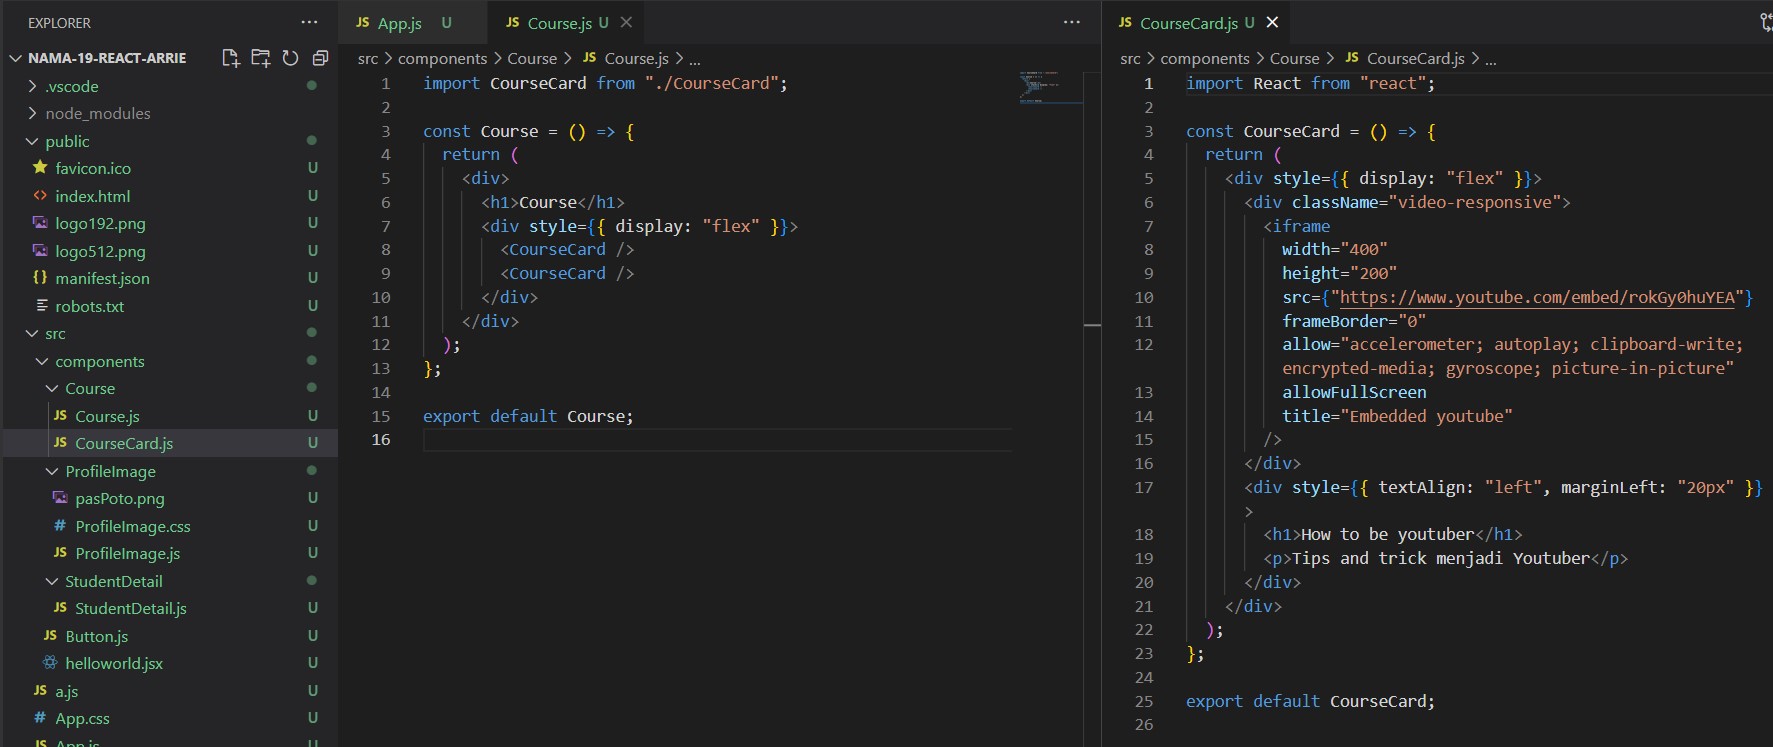 EXPLORER
NAMA-19-REACT-ARRIE
.vscode
node_modules
public
favicon.ico U
index.html U
logo192.png U
logo512.png U
manifest.json U
robots.txt U
src
components
Course
JS Course.js U
JS CourseCard.js U
ProfileImage
pasPoto.png U
# ProfileImage.css U
JS ProfileImage.js U
StudentDetail
JS StudentDetail.js U
JS Button.js U
helloworld.jsx U
JS a.js U
# App.css U
JS App.js U
JS App.js U
JS Course.js U
src > components > Course > JS Course.js > ...
1 import CourseCard from "./CourseCard";
2
3 const Course = () => {
4 return (
5 <div>
6 <h1>Course</h1>
7 <div style={{ display: "flex" }}>
8 <CourseCard />
9 <CourseCard />
10 </div>
11 </div>
12 );
13 };
14
15 export default Course;
16
JS CourseCard.js U
src > components > Course > JS CourseCard.js > ...
1 import React from "react";
2
3 const CourseCard = () => {
4 return (
5 <div style={{ display: "flex" }}>
6 <div className="video-responsive">
7 <iframe
8 width="400"
9 height="200"
10 src={"https://www.youtube.com/embed/rokGy0huYEA"}
11 frameBorder="0"
12 allow="accelerometer; autoplay; clipboard-write;
encrypted-media; gyroscope; picture-in-picture"
13 allowFullScreen
14 title="Embedded youtube"
15 />
16 </div>
17 <div style={{ textAlign: "left", marginLeft: "20px" }}
>
18 <h1>How to be youtuber</h1>
19 <p>Tips and trick menjadi Youtuber</p>
20 </div>
21 </div>
22 );
23 };
24
25 export default CourseCard;
26